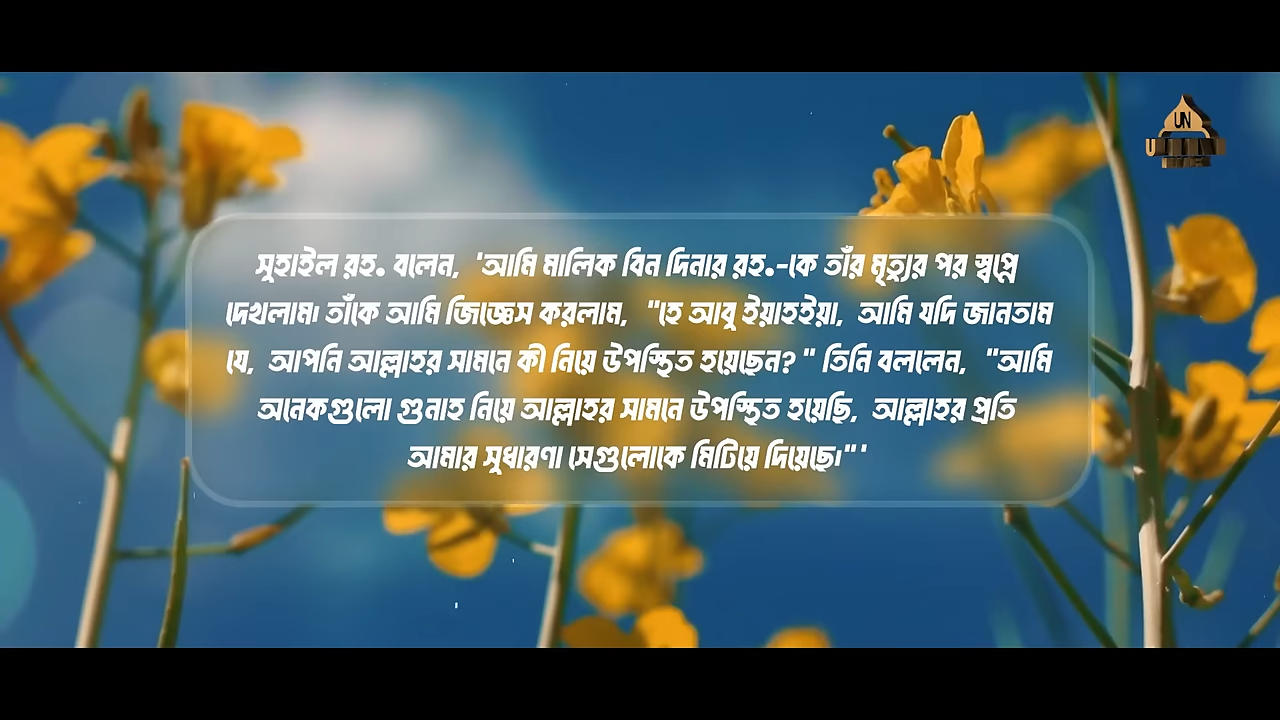 সুহাইল রহ. বলেন, 'আমি মালিক বিন দিনার রহ.-কে তাঁর মৃত্যুর পর স্বপ্নে
দেখলাম। তাঁকে আমি জিজ্ঞেস করলাম, "হে আবু ইয়াহইয়া, আমি যদি জানতাম
যে, আপনি আল্লাহর সামনে কী নিয়ে উপস্থিত হয়েছেন? " তিনি বললেন, "আমি
অনেকগুলো গুনাহ নিয়ে আল্লাহর সামনে উপস্থিত হয়েছি, আল্লাহর প্রতি
আমার সুধারণা সেগুলোকে মিটিয়ে দিয়েছে।"'
UN